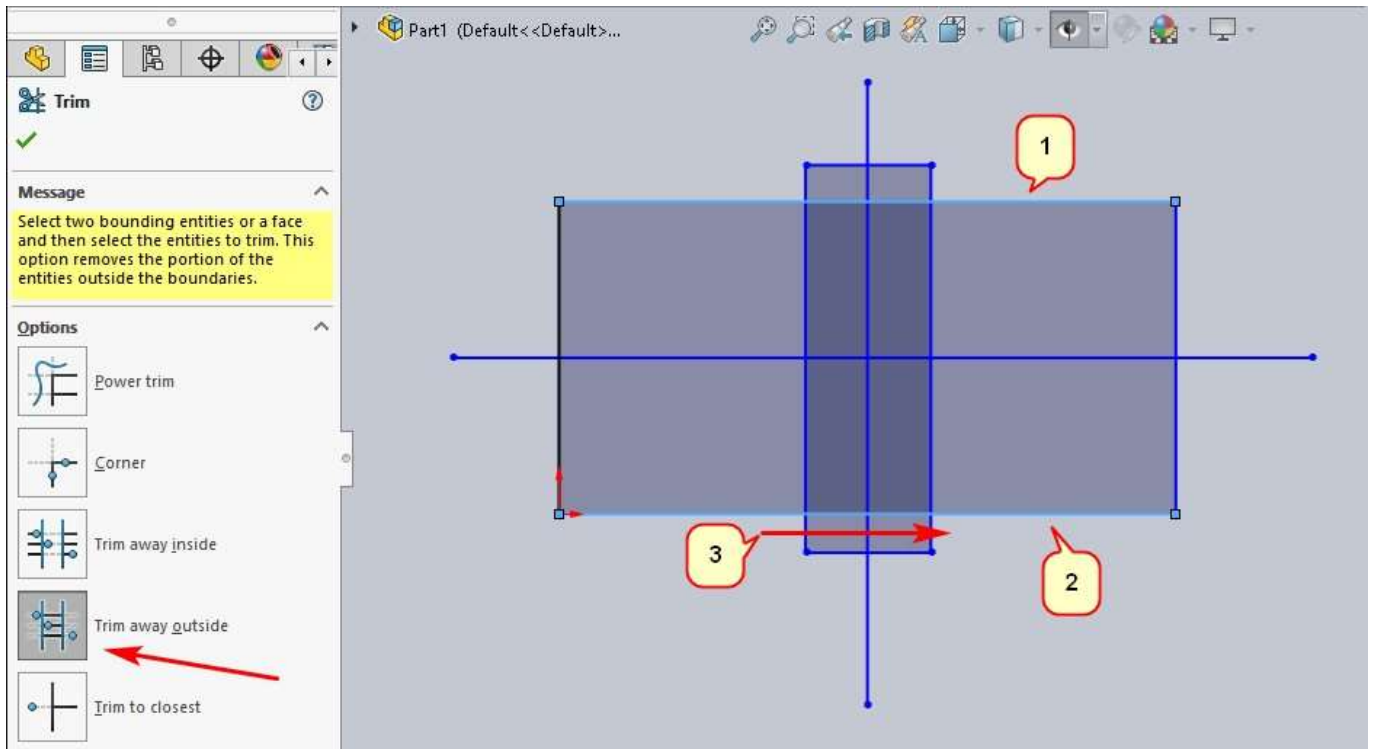 Part1 (Default<<Default>...
Trim
Message
Select two bounding entities or a face
and then select the entities to trim. This
option removes the portion of the
entities outside the boundaries.
Options
Power trim
Corner
Trim away inside
Trim away outside
Trim to closest
1
3
2